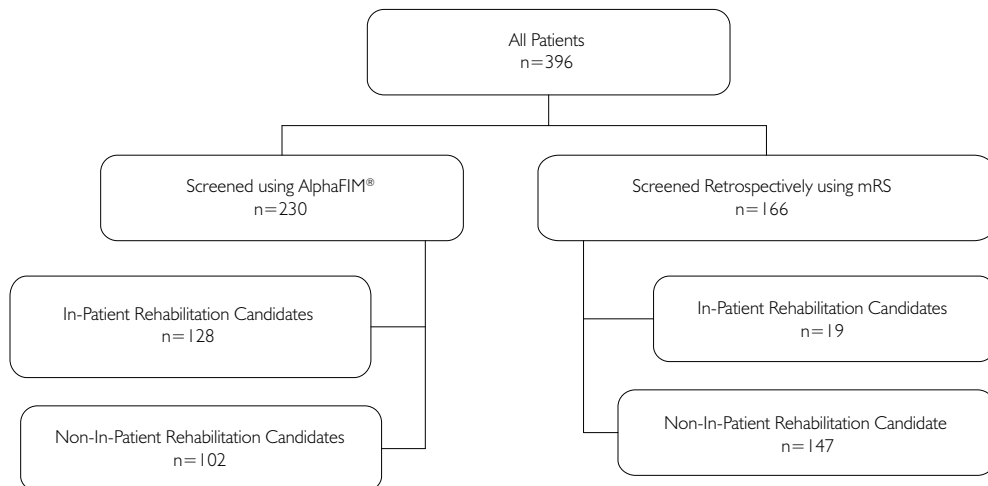 All Patients
n=396
Screened using AlphaFIM®
n=230
Screened Retrospectively using mRS
n=166
In-Patient Rehabilitation Candidates
n=128
In-Patient Rehabilitation Candidates
n=19
Non-In-Patient Rehabilitation Candidates
n=102
Non-In-Patient Rehabilitation Candidate
n=147